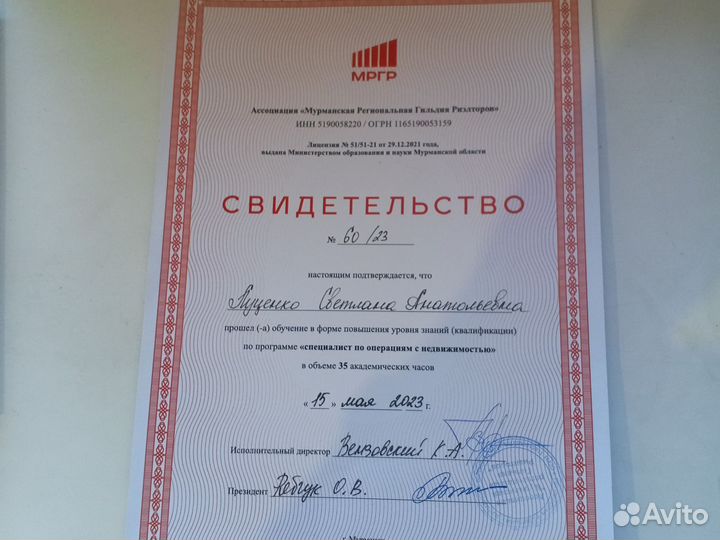 МРГР
Ассоциация «Мурманская Региональная Гильдия Риэлторов»
ИНН 5190058220 / ОГРН 1165190053159
Лицензия № 51/51-21 от 29.12.2021 года,
выдана Министерством образования и науки Мурманской области
СВИДЕТЕЛЬСТВО
№ 60/23
настоящим подтверждается, что
Луценко Светлана Анатольевна
прошел (-а) обучение в форме повышения уровня знаний (квалификации)
по программе «специалист по операциям с недвижимостью»
в объеме 35 академических часов
« 15 » мая 2023 г.
Исполнительный директор К.А.
Президент О.В.
Avito